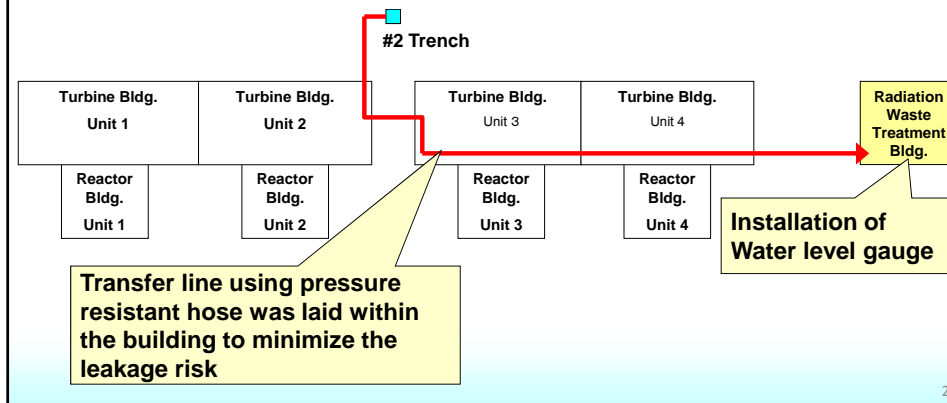 #2 Trench
Turbine Bldg.
Unit 1
Turbine Bldg.
Unit 2
Turbine Bldg.
Unit 3
Turbine Bldg.
Unit 4
Radiation
Waste
Treatment
Bldg.
Reactor
Bldg.
Unit 1
Reactor
Bldg.
Unit 2
Reactor
Bldg.
Unit 3
Reactor
Bldg.
Unit 4
Installation of
Water level gauge
Transfer line using pressure
resistant hose was laid within
the building to minimize the
leakage risk
2